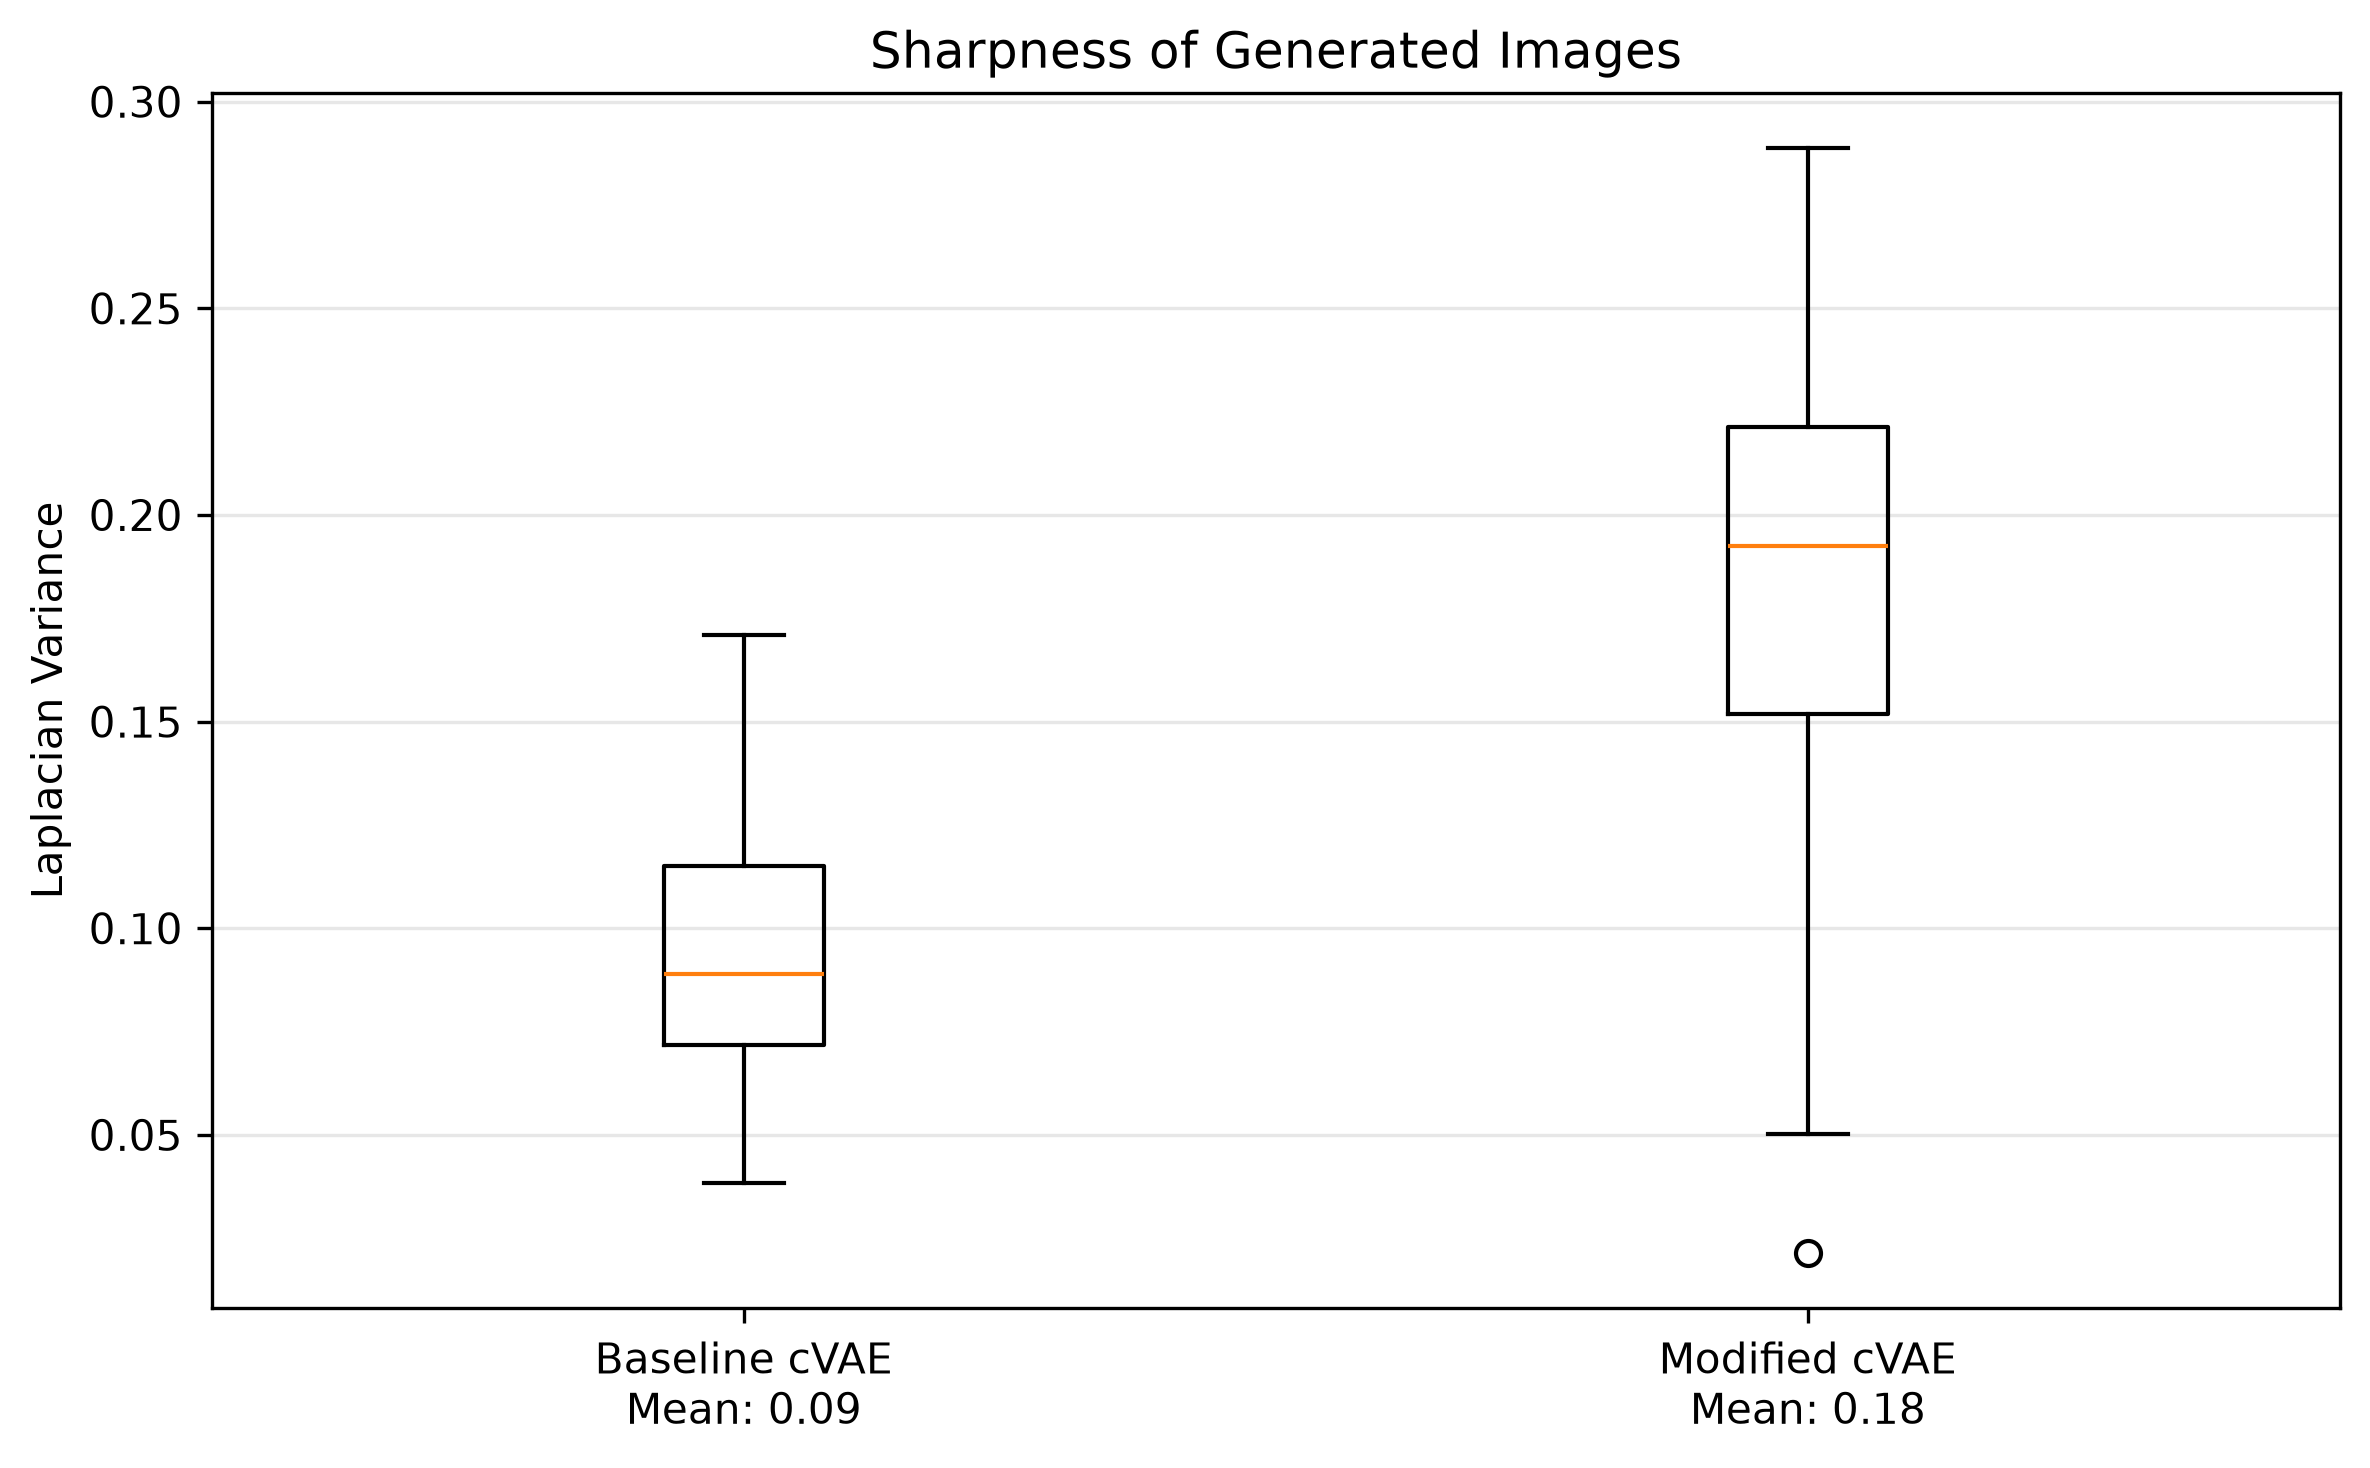 Sharpness of Generated Images
0.30
0.25
0.20
0.15
0.10
0.05
Laplacian Variance
Baseline cVAE
Mean: 0.09
Modified cVAE
Mean: 0.18